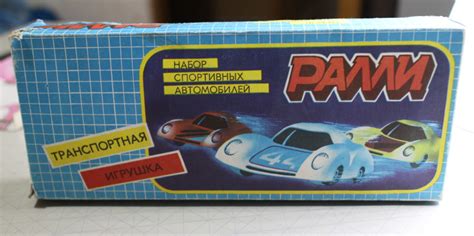 НАБОР
СПОРТИВНЫХ
АВТОМОБИЛЕЙ
РАЛЛИ
ТРАНСПОРТНАЯ
ИГРУШКА
44